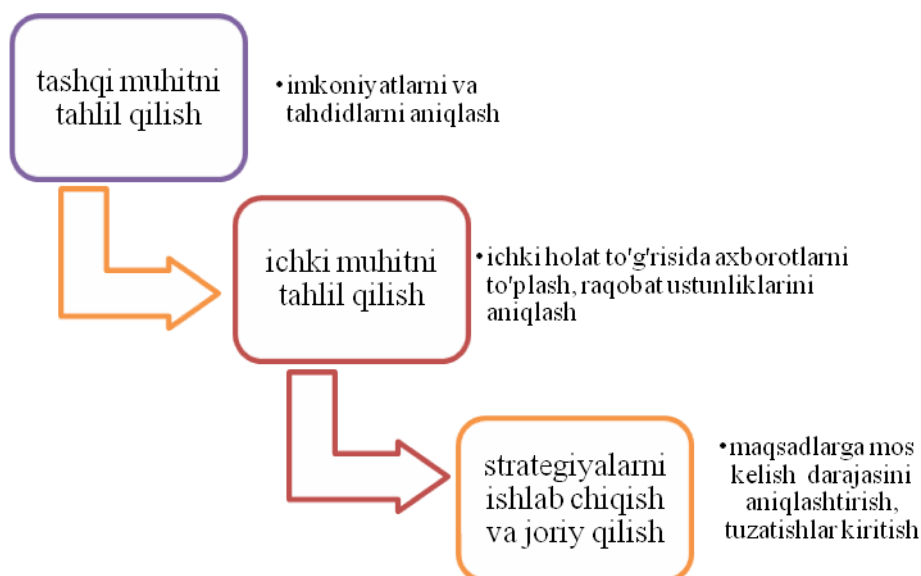 tashqi muhitni
tahlil qilish
•imkoniyatlarni va
tahdidlarni aniqlash
ichki muhitni
tahlil qilish
•ichki holat to'g'risida axborotlarni
to'plash, raqobat ustunliklarini
aniqlash
strategiyalarni
ishlab chiqish
va joriy qilish
•maqsadlarga mos
kelish darajasini
aniqlashtirish,
tuzatishlar kiritish